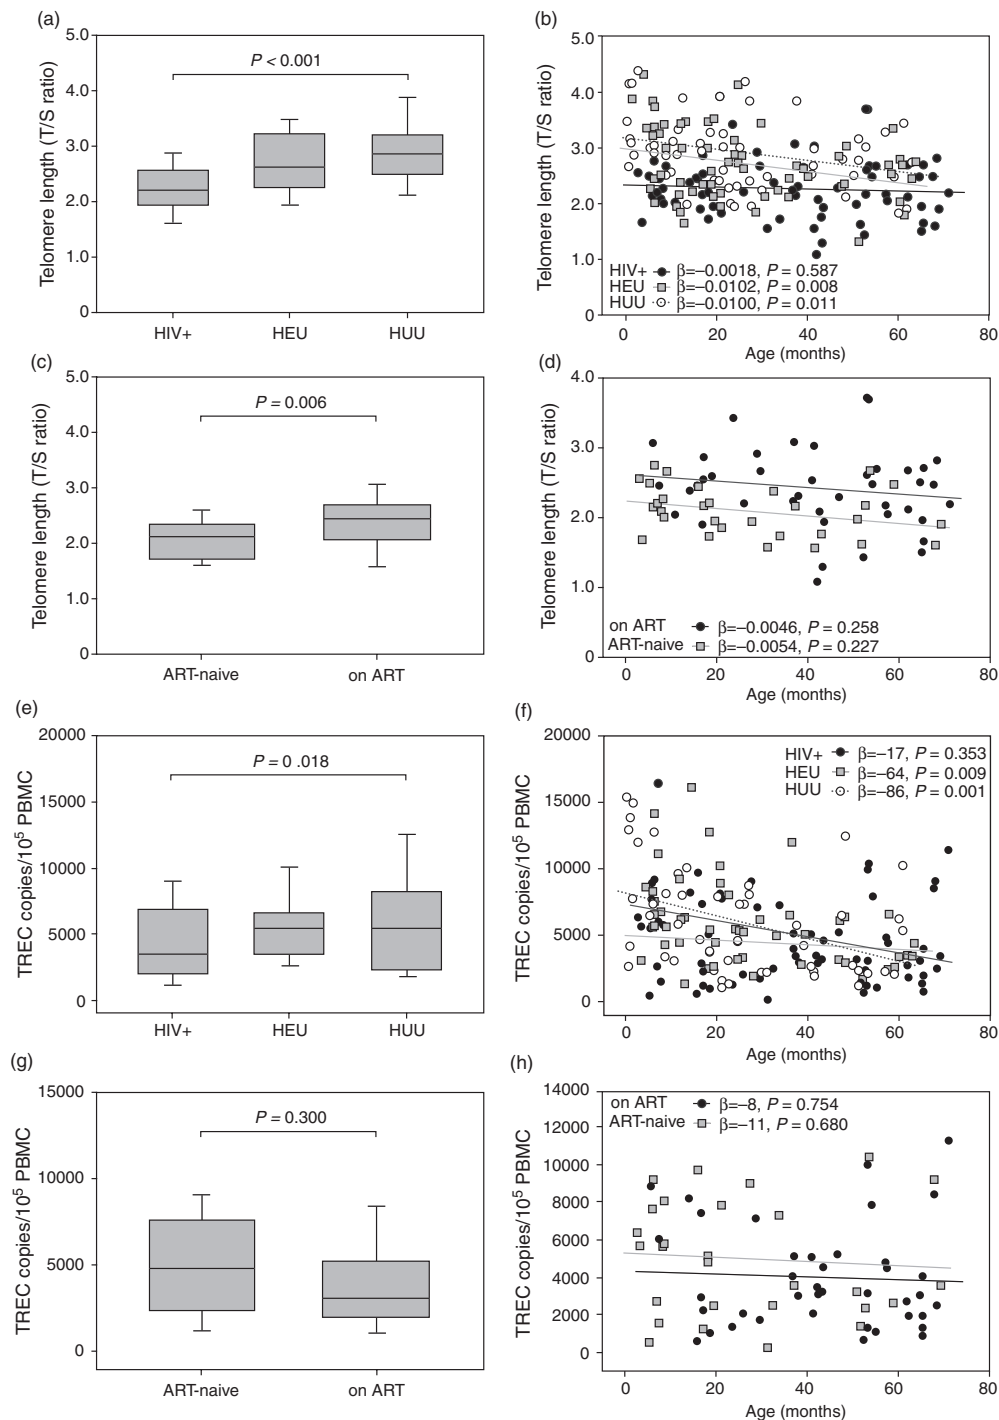 (a)
5.0
4.0
3.0
2.0
1.0
0
Telomere length (T/S ratio)
P < 0.001
HIV+ HEU HUU
(b)
5.0
4.0
3.0
2.0
1.0
0
Telomere length (T/S ratio)
HIV+ β=–0.0018, P = 0.587
HEU β=–0.0102, P = 0.008
HUU β=–0.0100, P = 0.011
0 20 40 60 80
Age (months)
(c)
5.0
4.0
3.0
2.0
1.0
0
Telomere length (T/S ratio)
P = 0.006
ART-naive on ART
(d)
4.0
3.0
2.0
1.0
0
Telomere length (T/S ratio)
on ART β=–0.0046, P = 0.258
ART-naive β=–0.0054, P = 0.227
0 20 40 60 80
Age (months)
(e)
20000
15000
10000
5000
0
TREC copies/10⁵ PBMC
P = 0 .018
HIV+ HEU HUU
(f)
20000
15000
10000
5000
0
TREC copies/10⁵ PBMC
HIV+ β=–17, P = 0.353
HEU β=–64, P = 0.009
HUU β=–86, P = 0.001
0 20 40 60 80
Age (months)
(g)
15000
10000
5000
0
TREC copies/10⁵ PBMC
P = 0.300
ART-naive on ART
(h)
14000
12000
10000
8000
6000
4000
2000
0
TREC copies/10⁵ PBMC
on ART β=–8, P = 0.754
ART-naive β=–11, P = 0.680
0 20 40 60 80
Age (months)